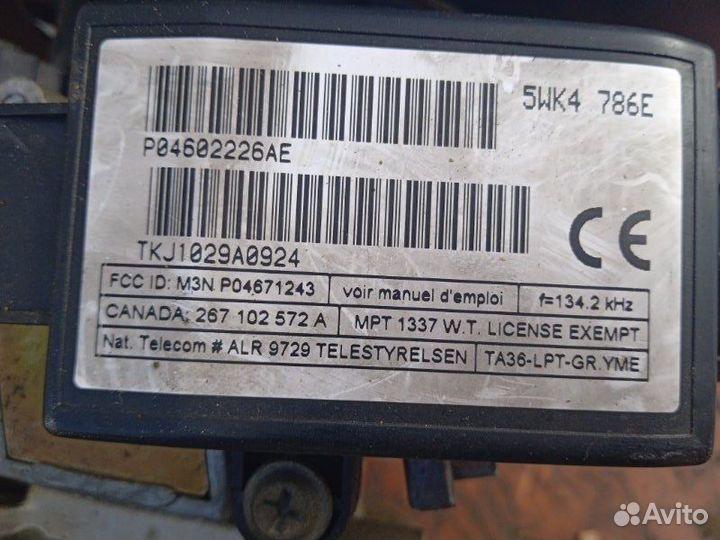 5WK4 786E
P04602226AE
TKJ1029A0924
CE
FCC ID: M3N P04671243 voir manuel d'emploi f=134.2 kHz
CANADA: 267 102 572 A MPT 1337 W.T. LICENSE EXEMPT
Nat. Telecom # ALR 9729 TELESTYRELSEN TA36-LPT-GR.YME
Avito